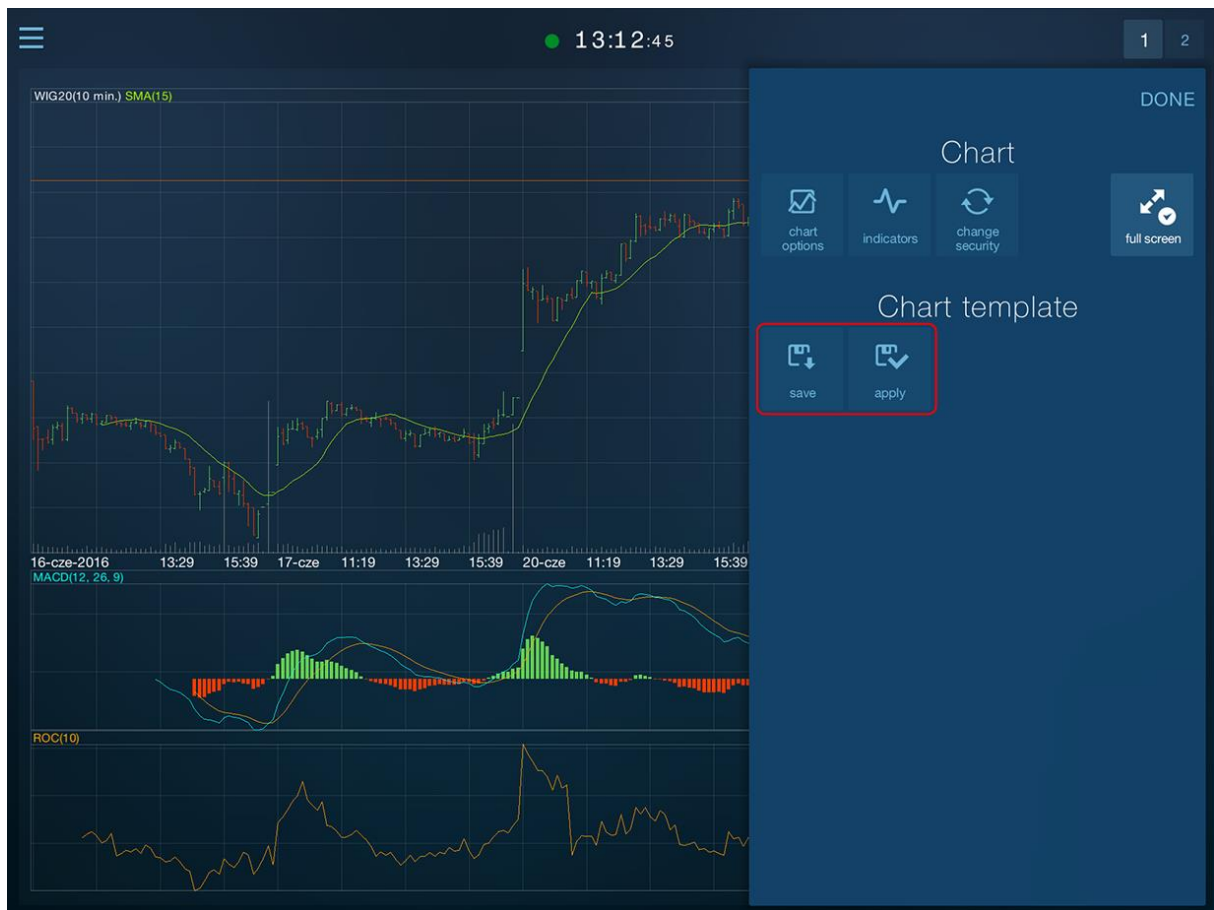 13:12:45
1 2
WIG20(10 min.) SMA(15)
DONE
Chart
chart
options
indicators
change
security
full screen
Chart template
save
apply
16-cze-2016 13:29 15:39 17-cze 11:19 13:29 15:39 20-cze 11:19 13:29 15:39
MACD(12, 26, 9)
ROC(10)